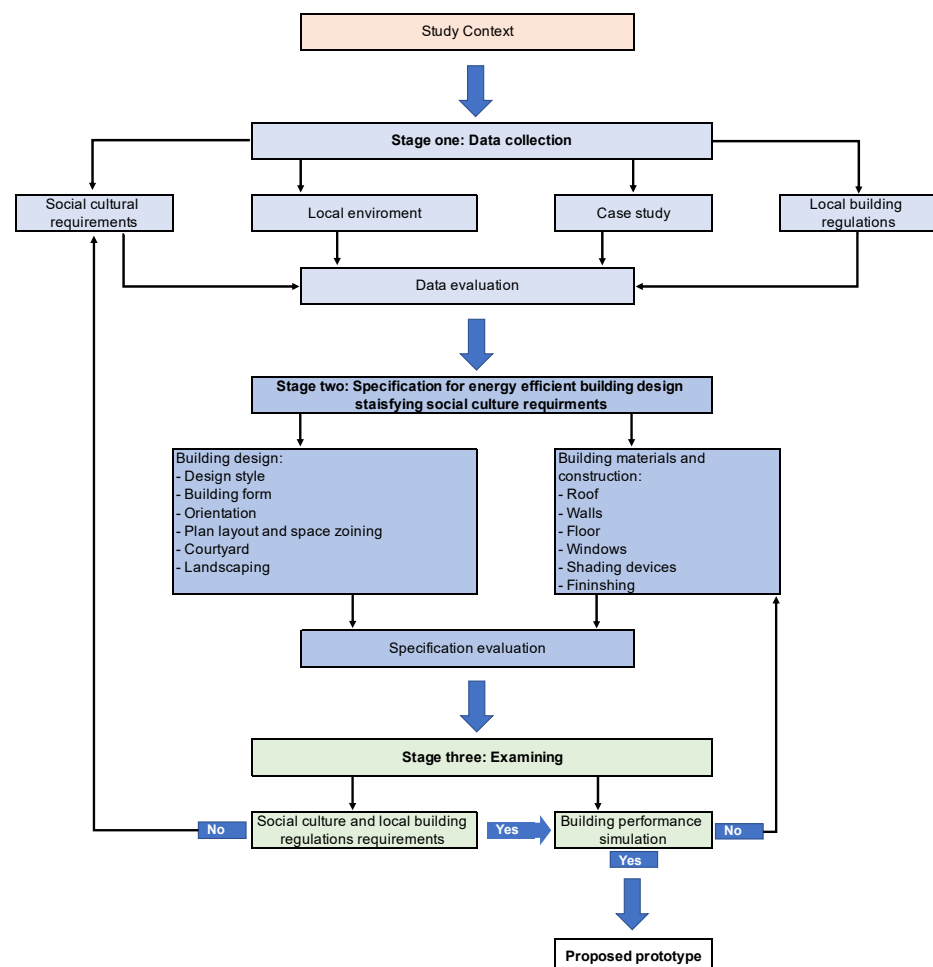 Study Context
Stage one: Data collection
Social cultural
requirements
Local enviroment
Case study
Local building
regulations
Data evaluation
Stage two: Specification for energy efficient building design
staisfying social culture requirments
Building design:
- Design style
- Building form
- Orientation
- Plan layout and space zoining
- Courtyard
- Landscaping
Building materials and
construction:
- Roof
- Walls
- Floor
- Windows
- Shading devices
- Fininshing
Specification evaluation
Stage three: Examining
No
Social culture and local building
regulations requirements
Yes
Building performance
simulation
No
Yes
Proposed prototype